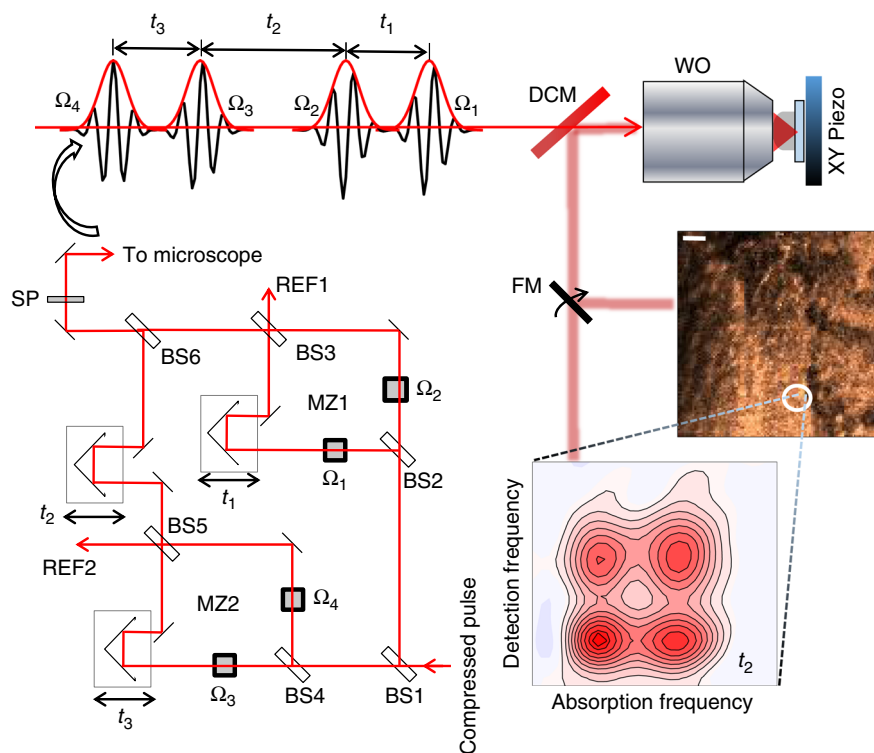 t3
t2
t1
Ω4
Ω3
Ω2
Ω1
DCM
WO
XY Piezo
To microscope
SP
REF1
FM
BS6
BS3
MZ1
Ω2
Ω1
BS2
t1
t2
BS5
REF2
MZ2
Ω4
Ω3
BS4
BS1
t3
Compressed pulse
Detection frequency
t2
Absorption frequency